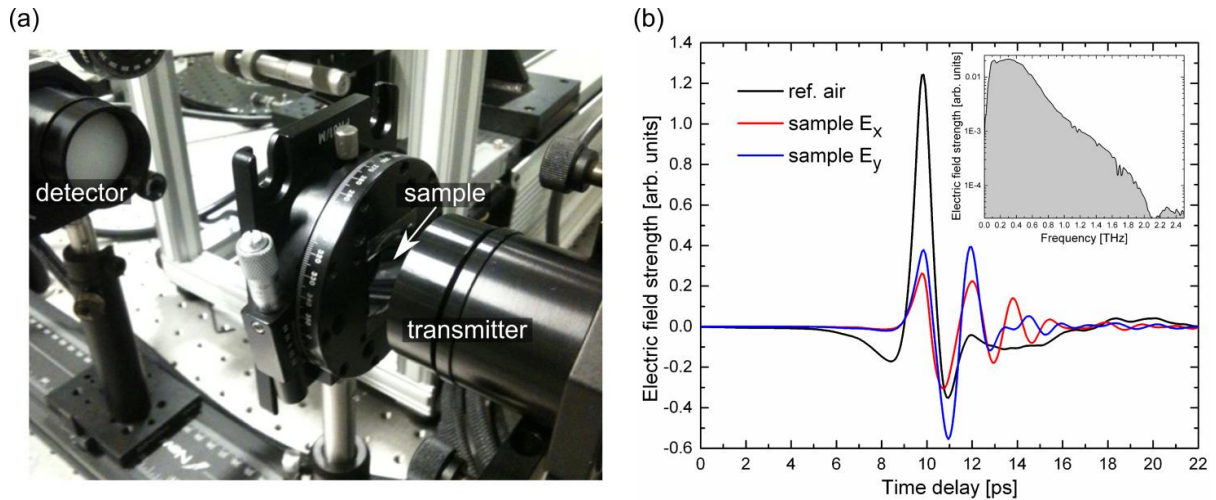 (a)
detector
sample
transmitter
(b)
Electric field strength [arb. units]
1.4
1.2
1.0
0.8
0.6
0.4
0.2
0.0
-0.2
-0.4
-0.6
ref. air
sample Ex
sample Ey
Electric field strength [arb. units]
0.01
1E-3
1E-4
0.0 0.2 0.4 0.6 0.8 1.0 1.2 1.4 1.6 1.8 2.0 2.2 2.4
Frequency [THz]
0 2 4 6 8 10 12 14 16 18 20 22
Time delay [ps]